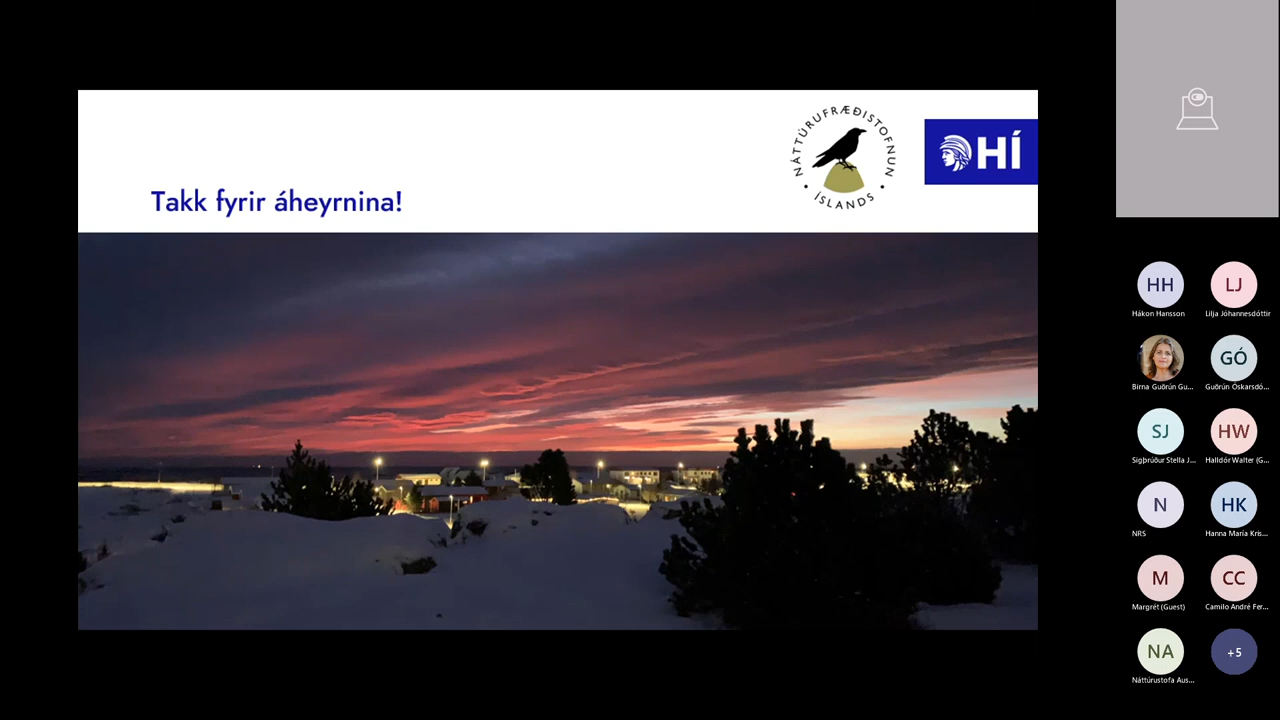 Takk fyrir áheyrnina!
NÁTTÚRUFRÆÐISTOFNUN
• ÍSLANDS •
HÍ
HH
LJ
Hákon Hansson
Lilja Jóhannesdóttir
Birna Guðrún Gu...
GÓ
Guðrún Óskarsdó...
SJ
HW
Sigþrúður Stella J...
Halldór Walter (G...
N
HK
NRS
Hanna María Kris...
M
CC
Margrét (Guest)
Camilo André Fer...
NA
+5
Náttúrustofa Aus...